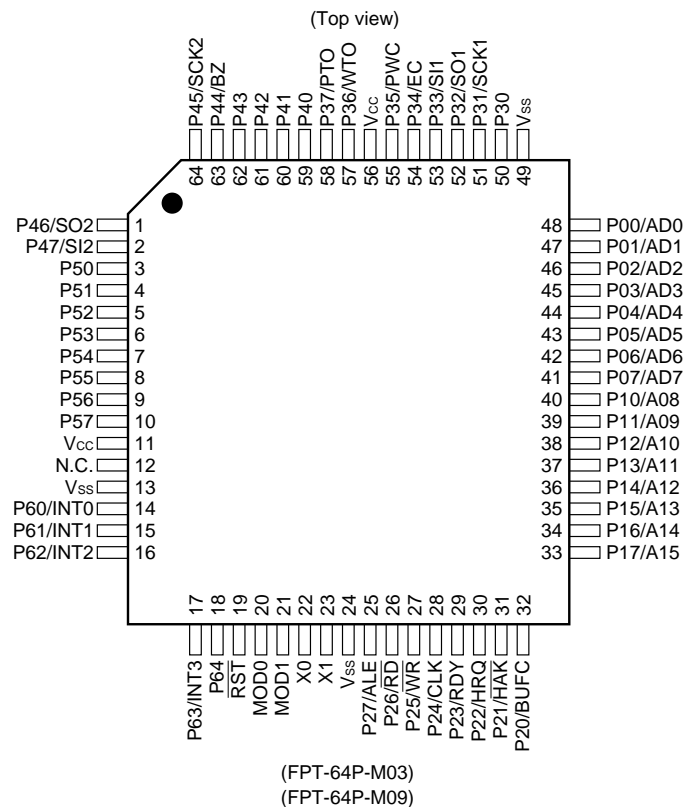 (Top view)
P45/SCK2
P44/BZ
P43
P42
P41
P40
P37/PTO
P36/WTO
Vcc
P35/PWC
P34/EC
P33/SI1
P32/SO1
P31/SCK1
P30
Vss
64
63
62
61
60
59
58
57
56
55
54
53
52
51
50
49
P46/SO2 1
P47/SI2 2
P50 3
P51 4
P52 5
P53 6
P54 7
P55 8
P56 9
P57 10
Vcc 11
N.C. 12
Vss 13
P60/INT0 14
P61/INT1 15
P62/INT2 16
48 P00/AD0
47 P01/AD1
46 P02/AD2
45 P03/AD3
44 P04/AD4
43 P05/AD5
42 P06/AD6
41 P07/AD7
40 P10/A08
39 P11/A09
38 P12/A10
37 P13/A11
36 P14/A12
35 P15/A13
34 P16/A14
33 P17/A15
17
18
19
20
21
22
23
24
25
26
27
28
29
30
31
32
P63/INT3
P64
RST
MOD0
MOD1
X0
X1
Vss
P27/ALE
P26/RD
P25/WR
P24/CLK
P23/RDY
P22/HRQ
P21/HAK
P20/BUFC
(FPT-64P-M03)
(FPT-64P-M09)